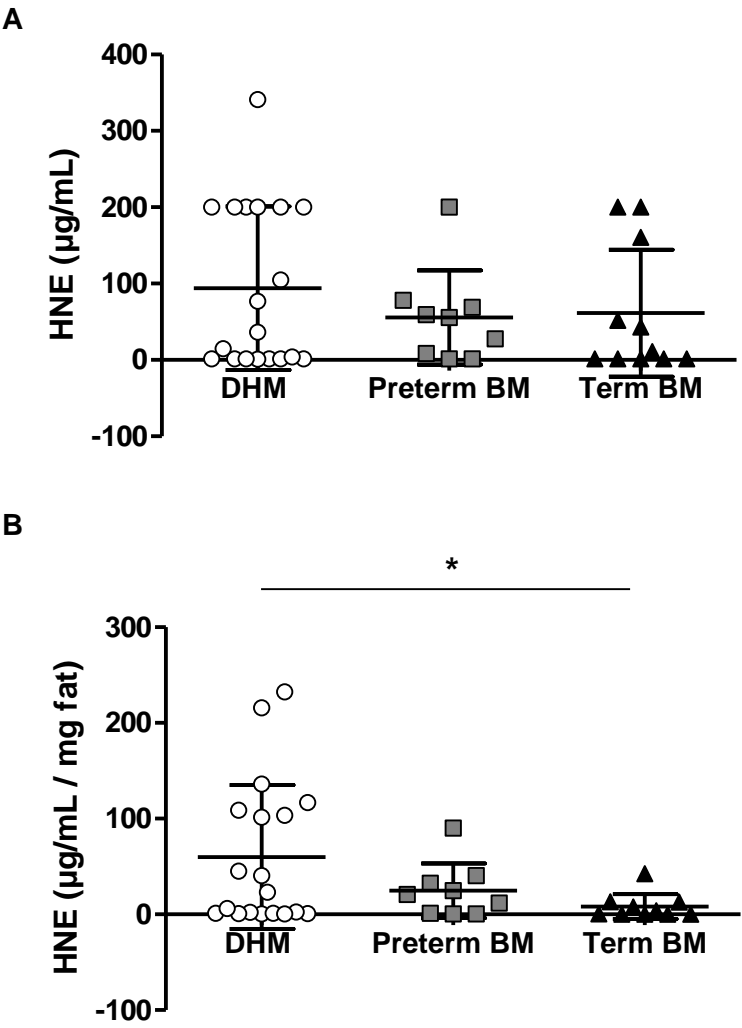 A
400
300
200
100
0
-100
HNE (µg/mL)
DHM Preterm BM Term BM
B
*
300
200
100
0
-100
HNE (µg/mL / mg fat)
DHM Preterm BM Term BM